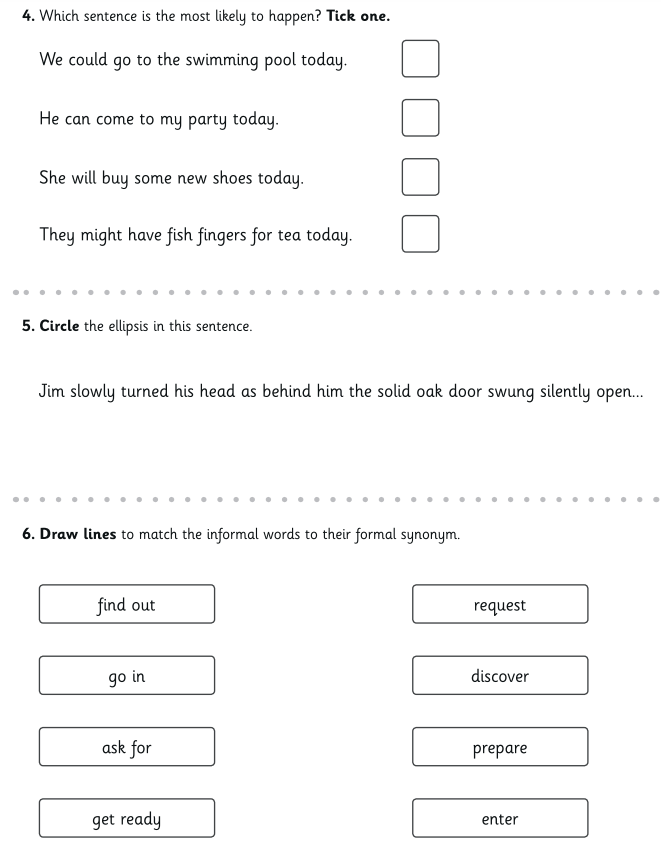 4. Which sentence is the most likely to happen? Tick one.
We could go to the swimming pool today.
He can come to my party today.
She will buy some new shoes today.
They might have fish fingers for tea today.
5. Circle the ellipsis in this sentence.
Jim slowly turned his head as behind him the solid oak door swung silently open...
6. Draw lines to match the informal words to their formal synonym.
find out request
go in discover
ask for prepare
get ready enter